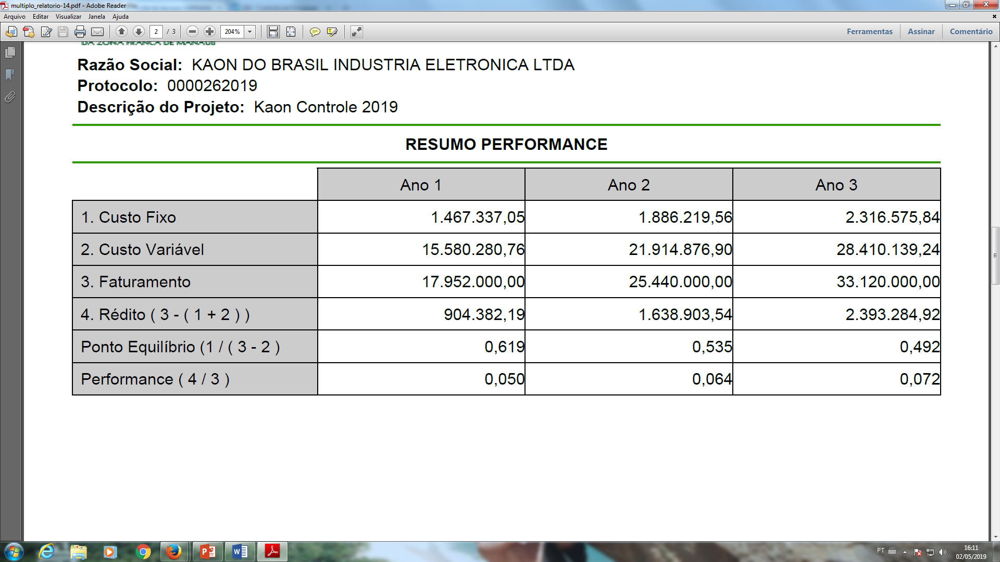 multiplo_relatorio-14.pdf - Adobe Reader
Arquivo Editar Visualizar Janela Ajuda
2 / 3 204% Ferramentas Assinar Comentário
DA ZONA FRANCA DE MANAUS
Razão Social: KAON DO BRASIL INDUSTRIA ELETRONICA LTDA
Protocolo: 0000262019
Descrição do Projeto: Kaon Controle 2019
RESUMO PERFORMANCE
Ano 1 Ano 2 Ano 3
1. Custo Fixo 1.467.337,05 1.886.219,56 2.316.575,84
2. Custo Variável 15.580.280,76 21.914.876,90 28.410.139,24
3. Faturamento 17.952.000,00 25.440.000,00 33.120.000,00
4. Rédito ( 3 - ( 1 + 2 ) ) 904.382,19 1.638.903,54 2.393.284,92
Ponto Equilíbrio (1 / ( 3 - 2 ) 0,619 0,535 0,492
Performance ( 4 / 3 ) 0,050 0,064 0,072
PT 16:11
02/05/2019